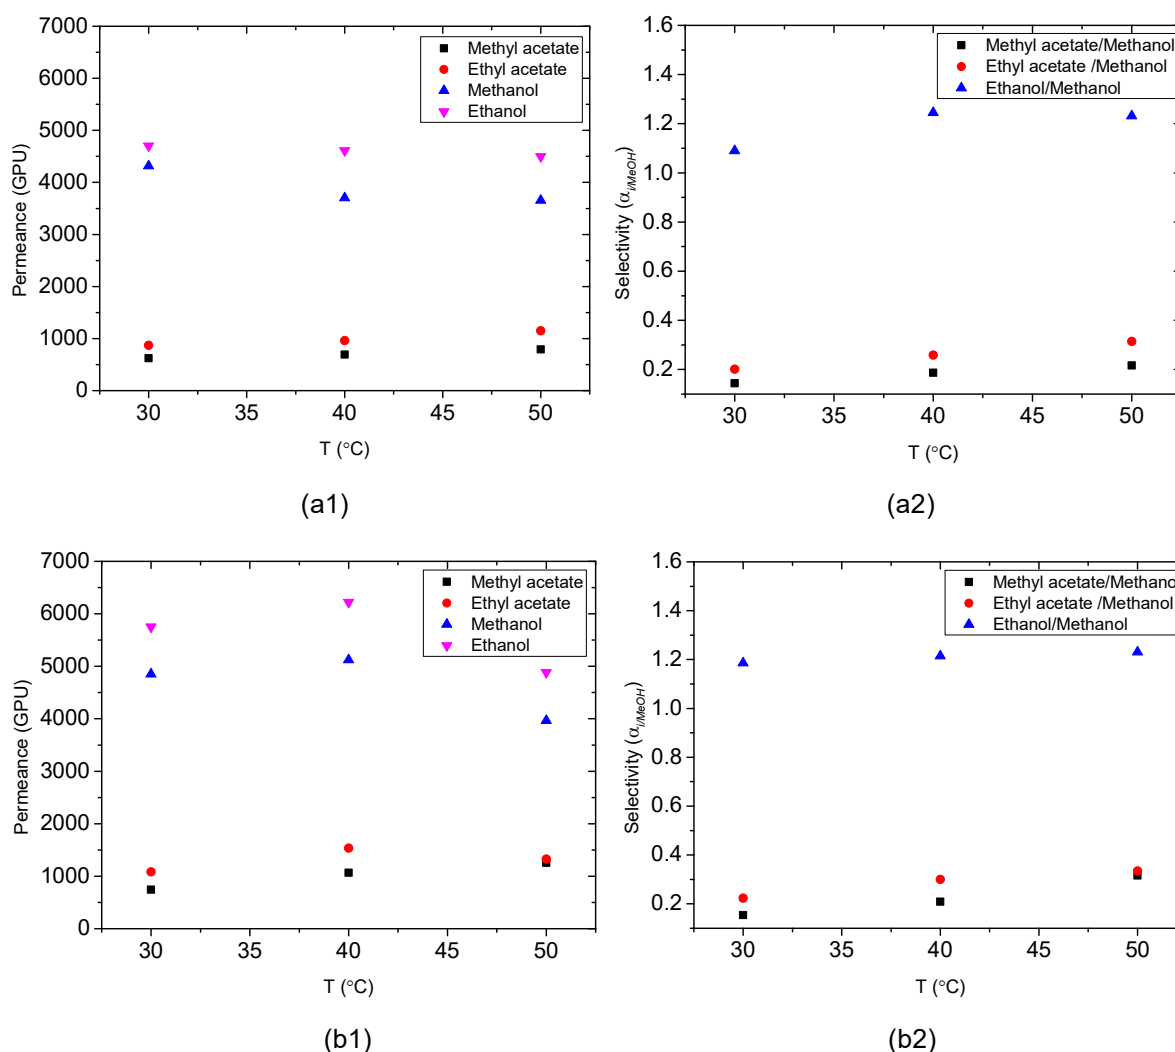 7000
6000
5000
4000
3000
2000
1000
0
Permeance (GPU)
Methyl acetate
Ethyl acetate
Methanol
Ethanol
30 35 40 45 50
T (°C)
(a1)
1.6
1.4
1.2
1.0
0.8
0.6
0.4
0.2
Selectivity (α_{i/MeOH})
Methyl acetate/Methanol
Ethyl acetate /Methanol
Ethanol/Methanol
30 35 40 45 50
T (°C)
(a2)
7000
6000
5000
4000
3000
2000
1000
0
Permeance (GPU)
Methyl acetate
Ethyl acetate
Methanol
Ethanol
30 35 40 45 50
T (°C)
(b1)
1.6
1.4
1.2
1.0
0.8
0.6
0.4
0.2
Selectivity (α_{i/MeOH})
Methyl acetate/Methanol
Ethyl acetate /Methanol
Ethanol/Methanol
30 35 40 45 50
T (°C)
(b2)